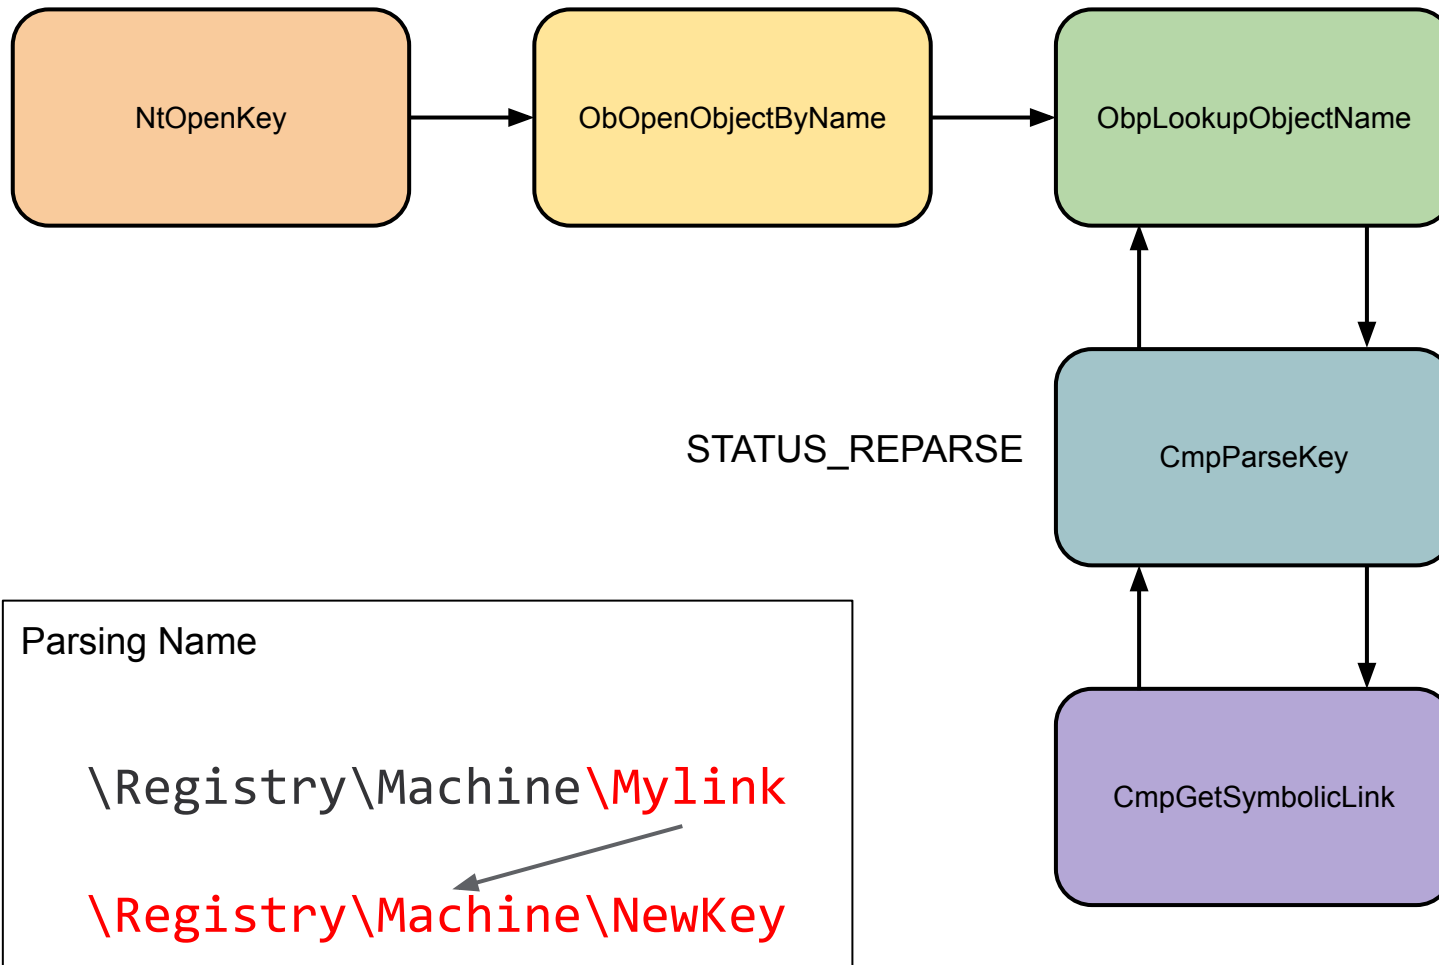 NtOpenKey
ObOpenObjectByName
ObpLookupObjectName
STATUS_REPARSE
CmpParseKey
Parsing Name
\Registry\Machine\Mylink
\Registry\Machine\NewKey
CmpGetSymbolicLink